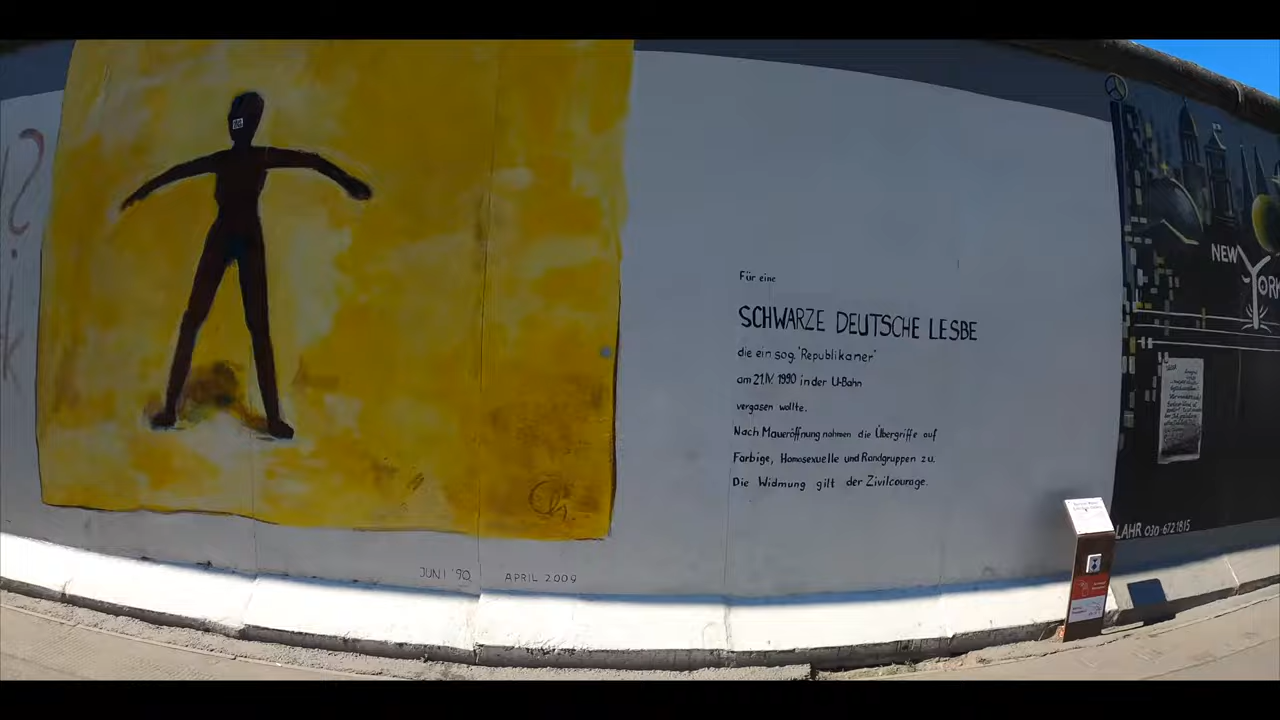 Für eine
SCHWARZE DEUTSCHE LESBE
die ein sog. 'Republikaner'
am 21.IV. 1990 in der U-Bahn
vergasen wollte.
Nach Maueröffnung nahmen die Übergriffe auf
Farbige, Homosexuelle und Randgruppen zu.
Die Widmung gilt der Zivilcourage.
JUNI '90 APRIL 2009
NEW YORK
LAHR 030-6721815